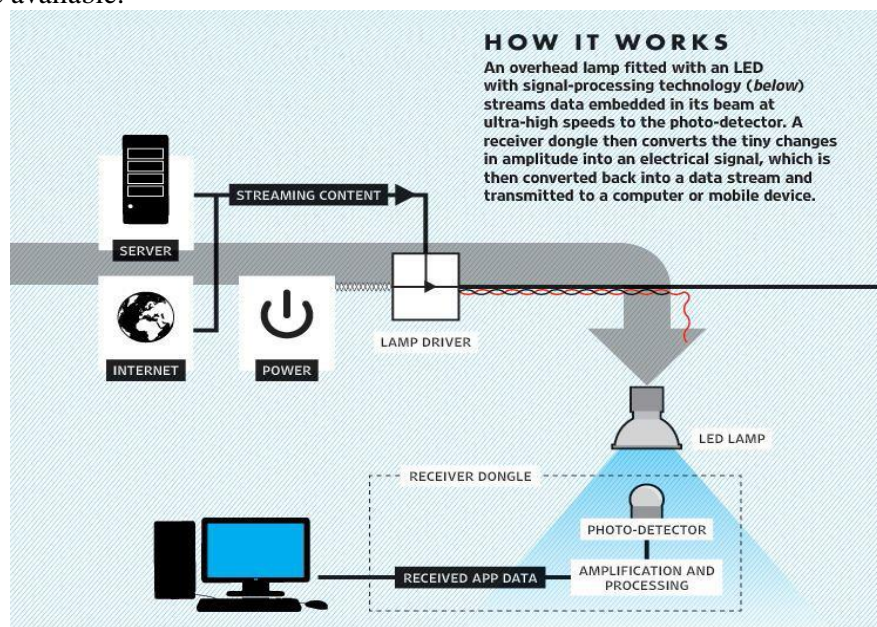 available.
HOW IT WORKS
An overhead lamp fitted with an LED
with signal-processing technology (below)
streams data embedded in its beam at
ultra-high speeds to the photo-detector. A
receiver dongle then converts the tiny changes
in amplitude into an electrical signal, which is
then converted back into a data stream and
transmitted to a computer or mobile device.
STREAMING CONTENT
SERVER
INTERNET
POWER
LAMP DRIVER
LED LAMP
RECEIVER DONGLE
PHOTO-DETECTOR
RECEIVED APP DATA
AMPLIFICATION AND
PROCESSING